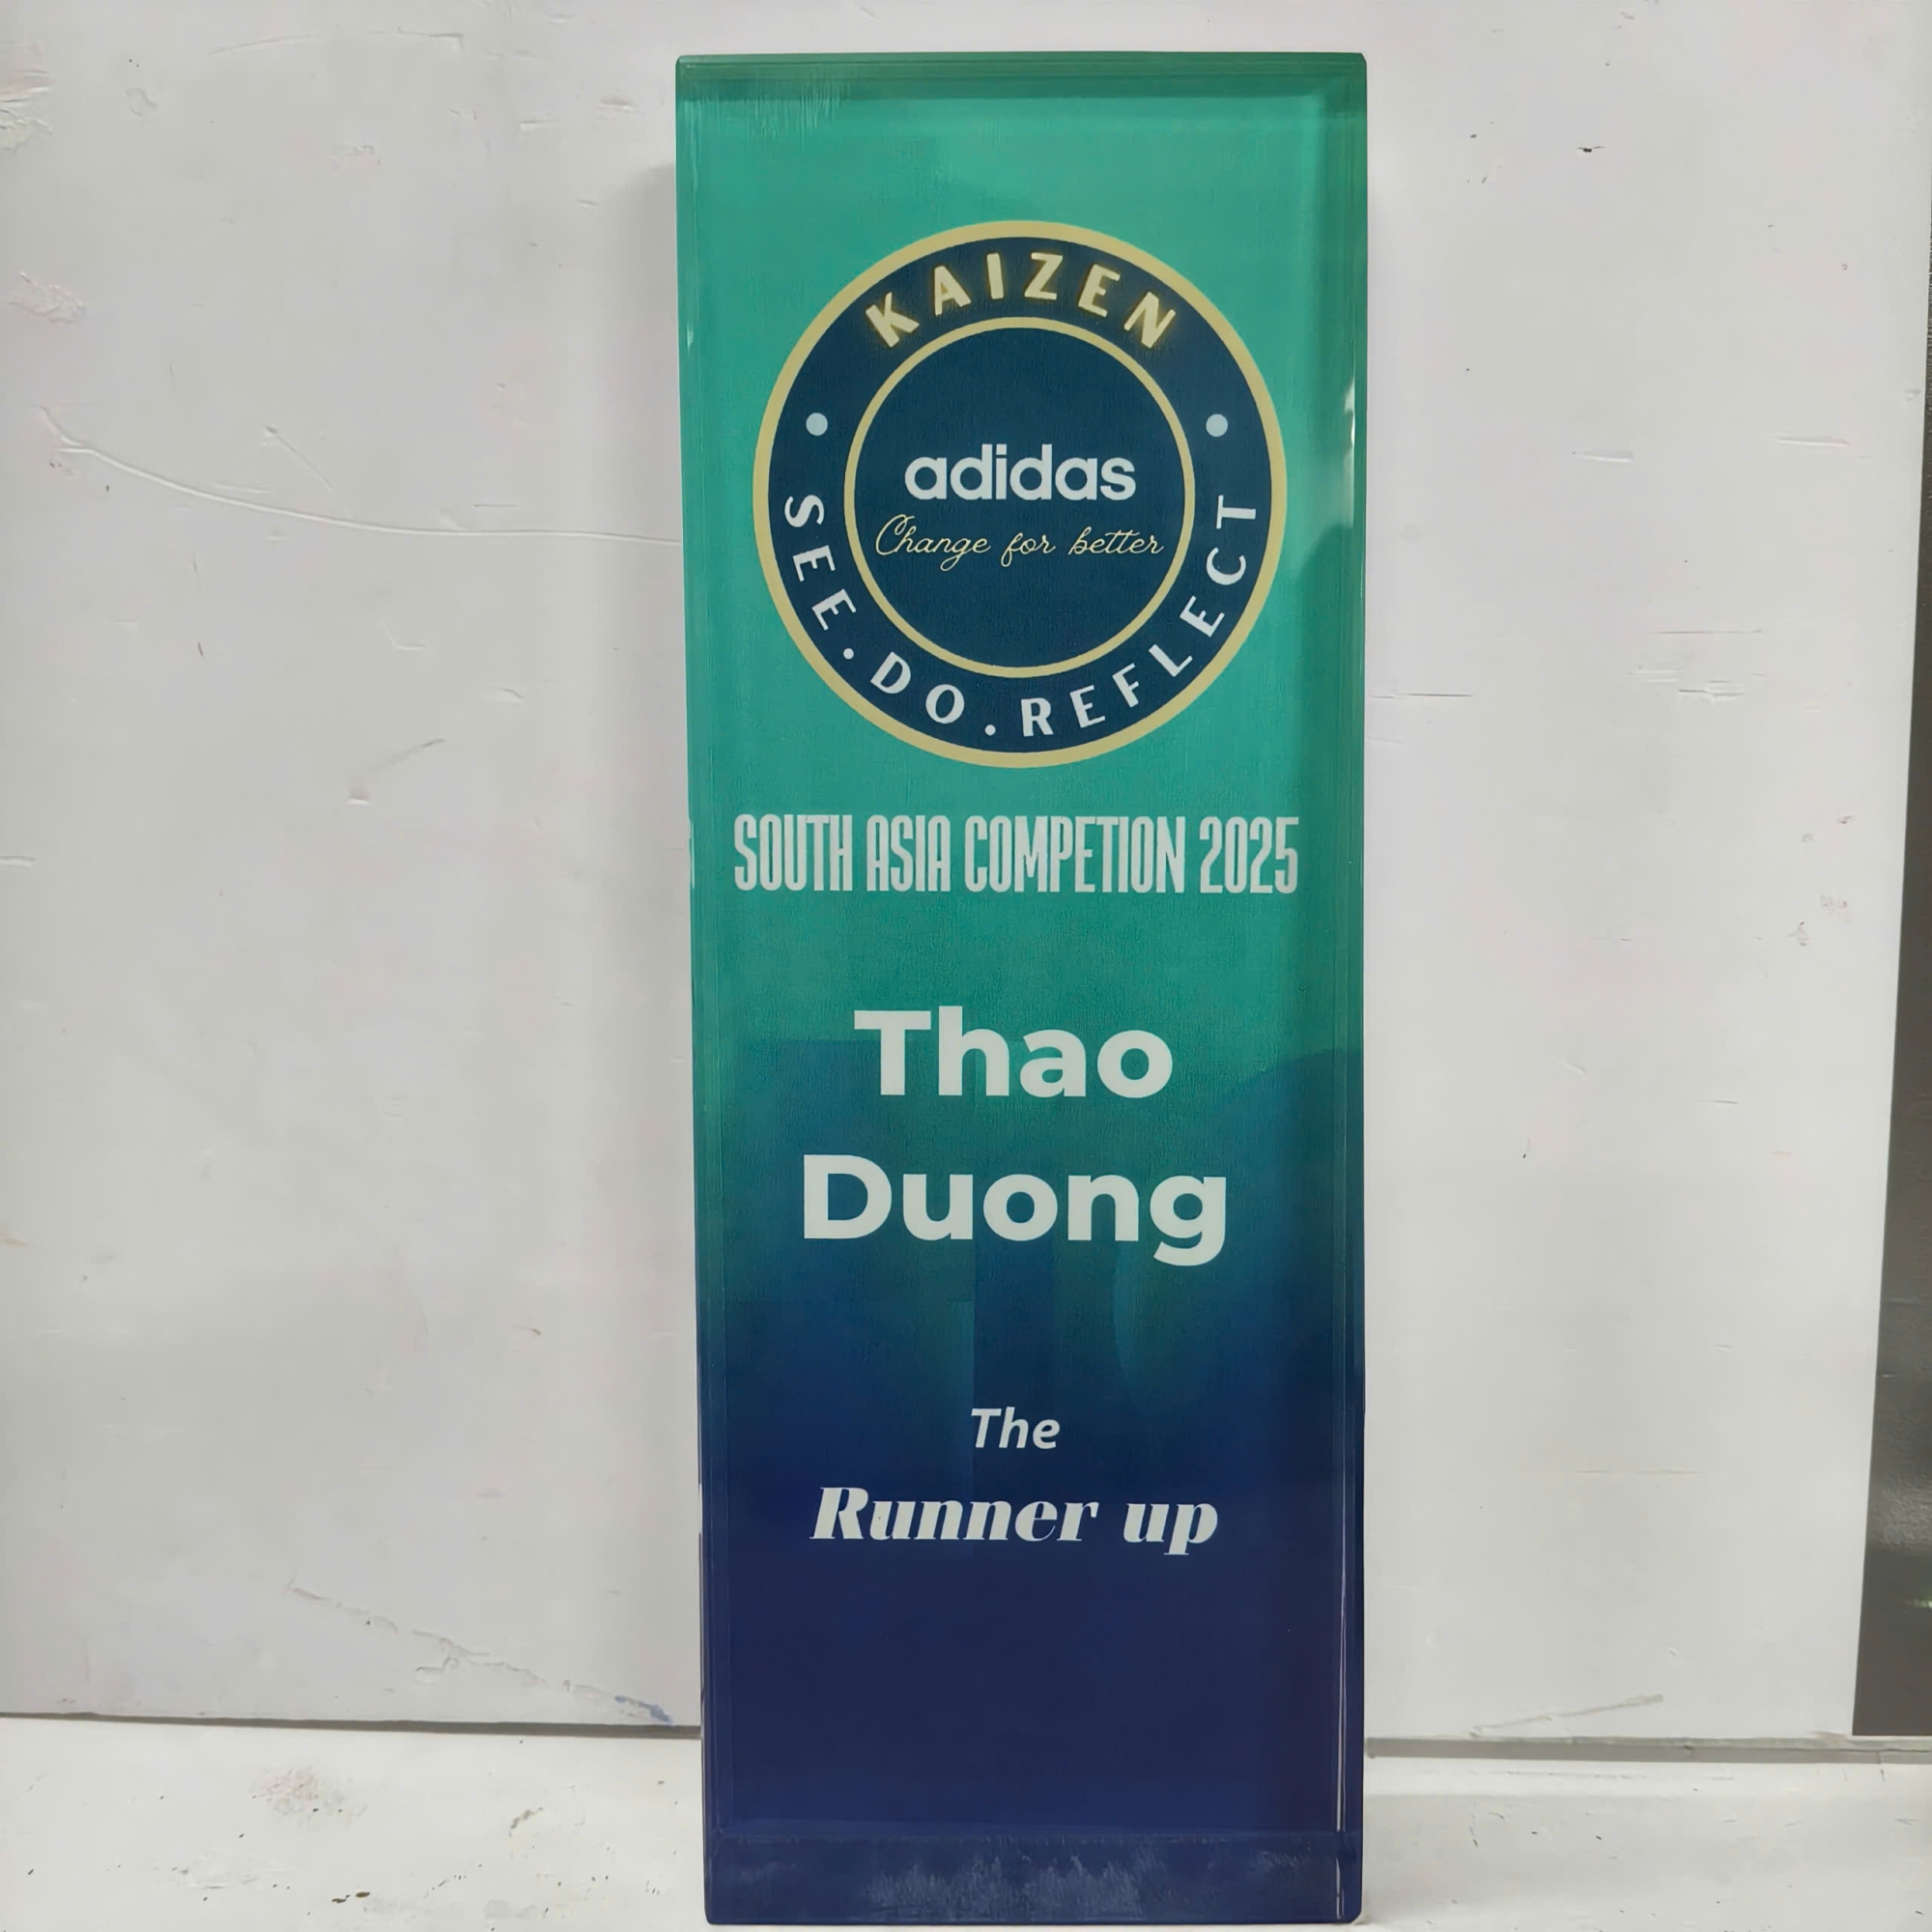 KAIZEN
adidas
Change for better
SEE.DO.REFLECT
SOUTH ASIA COMPETION 2025
Thao
Duong
The
Runner up